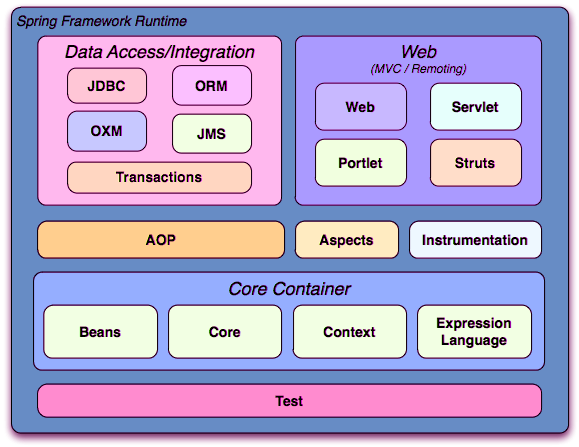 Spring Framework Runtime
Data Access/Integration
JDBC
ORM
OXM
JMS
Transactions
Web
(MVC / Remoting)
Web
Servlet
Portlet
Struts
AOP
Aspects
Instrumentation
Core Container
Beans
Core
Context
Expression
Language
Test